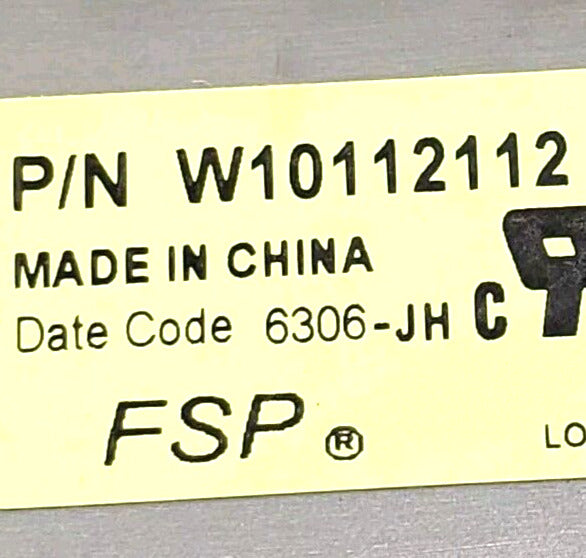 P/N W10112112
MADE IN CHINA
Date Code 6306-JH C
FSP ®
LO